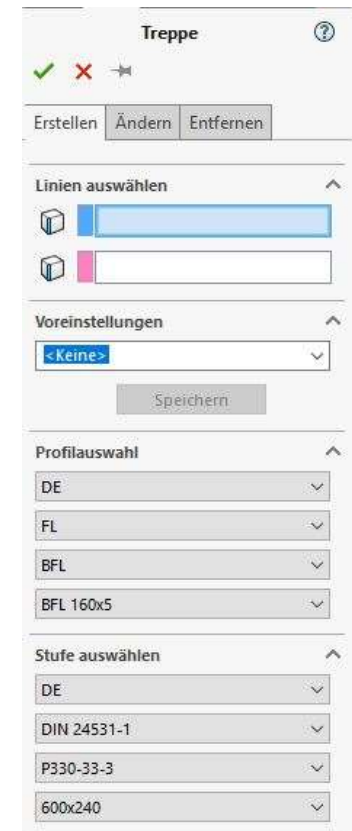 Treppe
Erstellen Ändern Entfernen
Linien auswählen
Voreinstellungen
<Keine>
Speichern
Profilauswahl
DE
FL
BFL
BFL 160x5
Stufe auswählen
DE
DIN 24531-1
P330-33-3
600x240